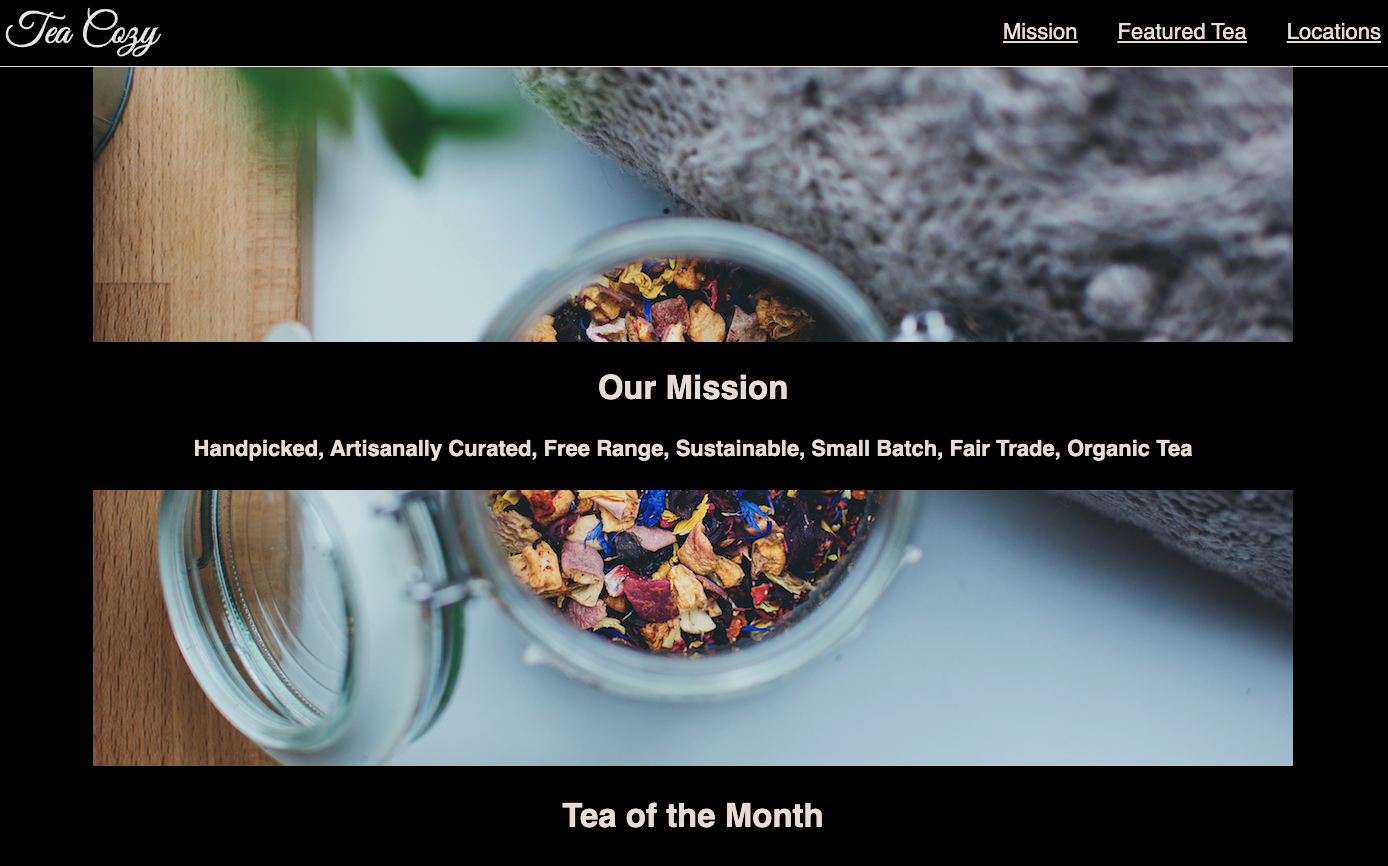 Tea Cozy
Mission Featured Tea Locations
Our Mission
Handpicked, Artisanally Curated, Free Range, Sustainable, Small Batch, Fair Trade, Organic Tea
Tea of the Month